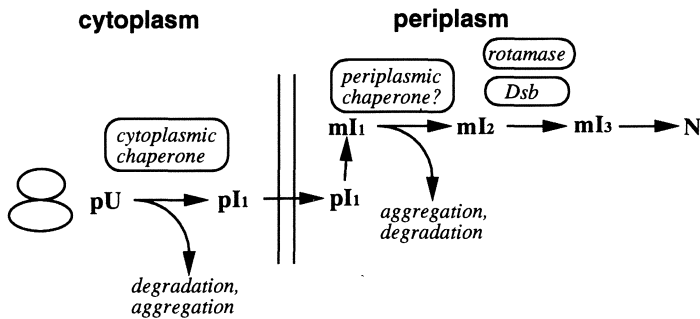 cytoplasm
periplasm
rotamase
periplasmic
chaperone?
Dsb
cytoplasmic
chaperone
mI1
mI2
mI3
N
pU
pI1
pI1
aggregation,
degradation
degradation,
aggregation